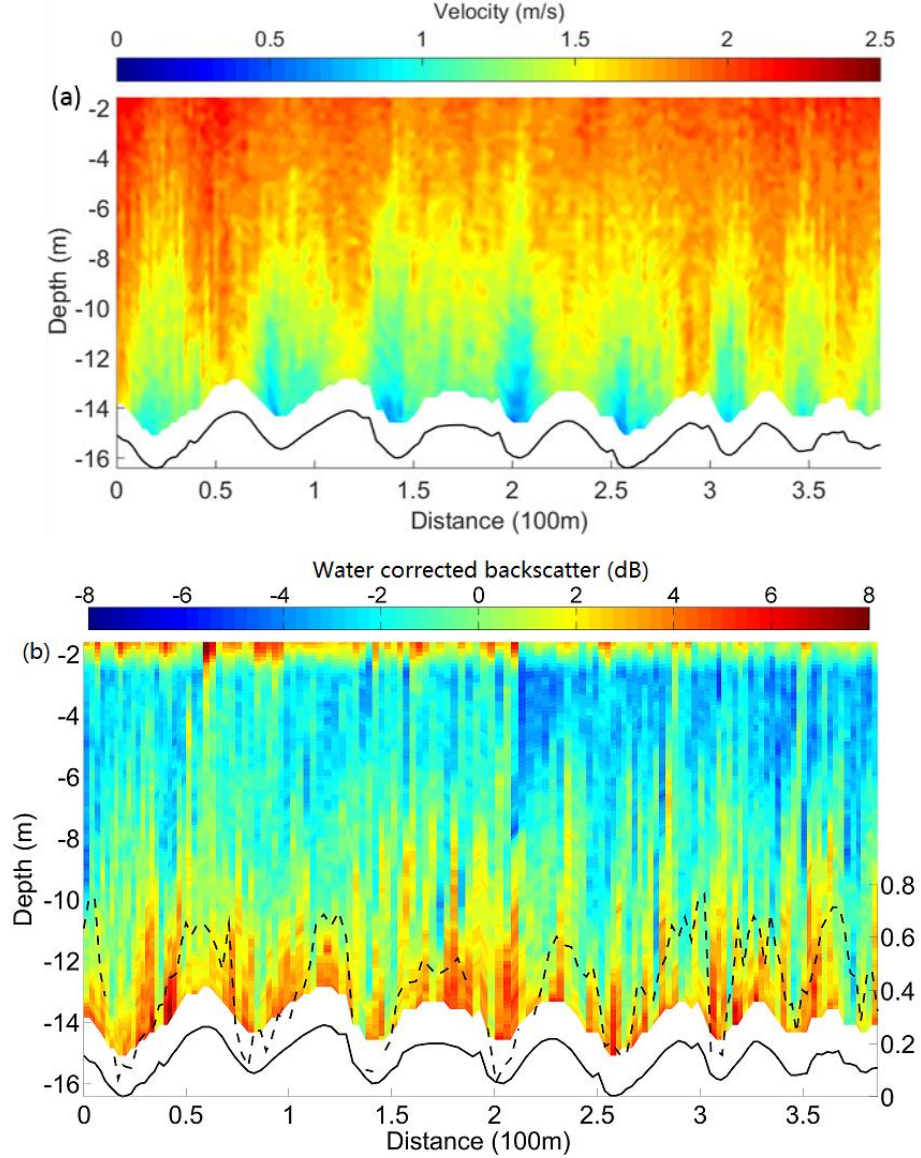 Velocity (m/s)
0 0.5 1 1.5 2 2.5
(a)
-2
-4
-6
-8
-10
-12
-14
-16
Depth (m)
0 0.5 1 1.5 2 2.5 3 3.5
Distance (100m)
Water corrected backscatter (dB)
-8 -6 -4 -2 0 2 4 6 8
(b)
-2
-4
-6
-8
-10
-12
-14
-16
Depth (m)
0.8
0.6
0.4
0.2
0
0 0.5 1 1.5 2 2.5 3 3.5
Distance (100m)